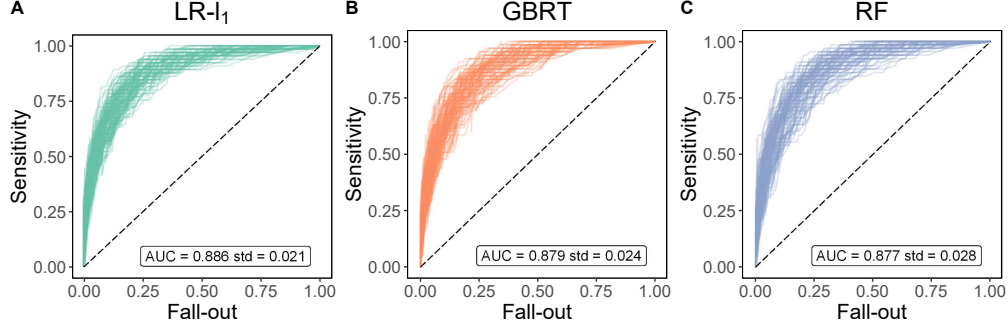 A LR-l1
1.00
0.75
0.50
0.25
0.00
Sensitivity
AUC = 0.886 std = 0.021
0.00 0.25 0.50 0.75 1.00
Fall-out
B GBRT
1.00
0.75
0.50
0.25
0.00
Sensitivity
AUC = 0.879 std = 0.024
0.00 0.25 0.50 0.75 1.00
Fall-out
C RF
1.00
0.75
0.50
0.25
0.00
Sensitivity
AUC = 0.877 std = 0.028
0.00 0.25 0.50 0.75 1.00
Fall-out